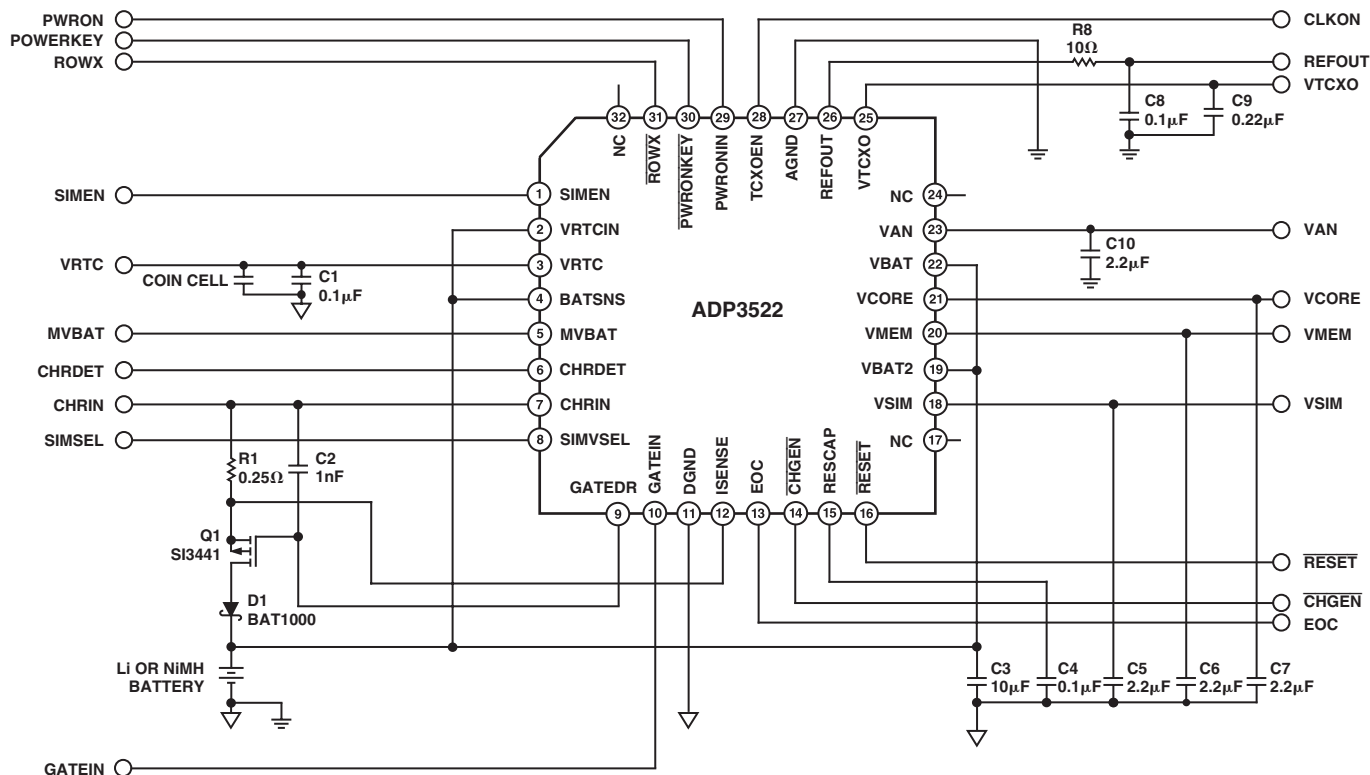 PWRON
POWERKEY
ROWX
CLKON
R8
10Ω
REFOUT
VTCXO
C8
0.1μF
C9
0.22μF
32
31
30
29
28
27
26
25
NC
ROWX
PWRONKEY
PWRONIN
TCXOEN
AGND
REFOUT
VTCXO
SIMEN
1
SIMEN
NC
24
2
VRTCIN
VAN
23
VAN
C10
2.2μF
VRTC
3
VRTC
VBAT
22
COIN CELL
C1
0.1μF
4
BATSNS
ADP3522
VCORE
21
VCORE
MVBAT
5
MVBAT
VMEM
20
VMEM
CHRDET
6
CHRDET
VBAT2
19
CHRIN
7
CHRIN
VSIM
18
VSIM
SIMSEL
8
SIMVSEL
NC
17
R1
0.25Ω
C2
1nF
GATEDR
GATEIN
DGND
ISENSE
EOC
CHGEN
RESCAP
RESET
9
10
11
12
13
14
15
16
Q1
SI3441
RESET
D1
BAT1000
CHGEN
EOC
Li OR NiMH
BATTERY
C3
10μF
C4
0.1μF
C5
2.2μF
C6
2.2μF
C7
2.2μF
GATEIN